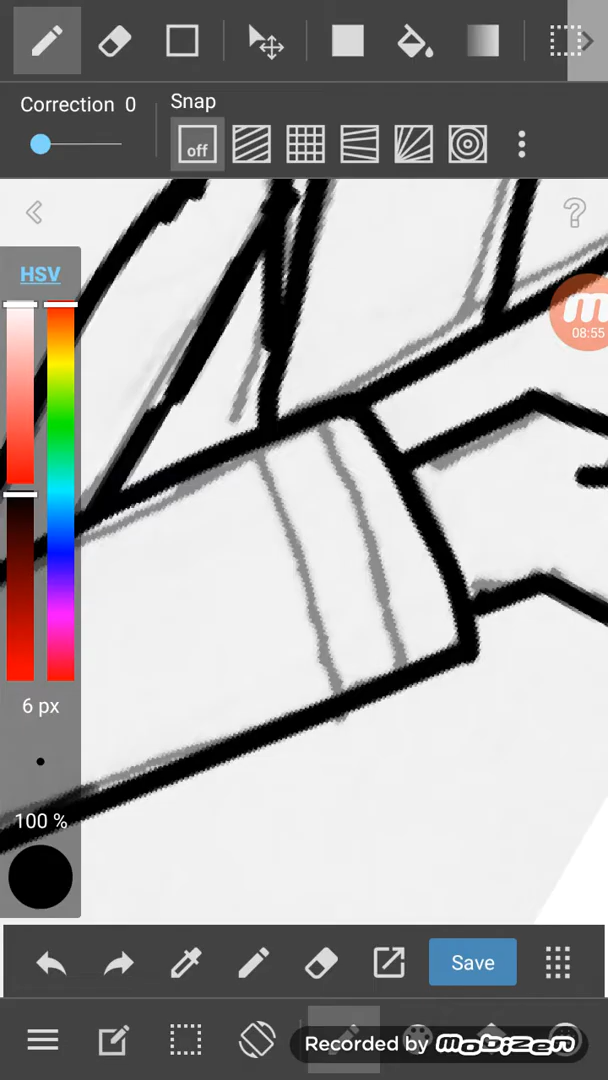 Correction 0
Snap
off
HSV
08:55
6 px
100 %
Save
Recorded by mobizen